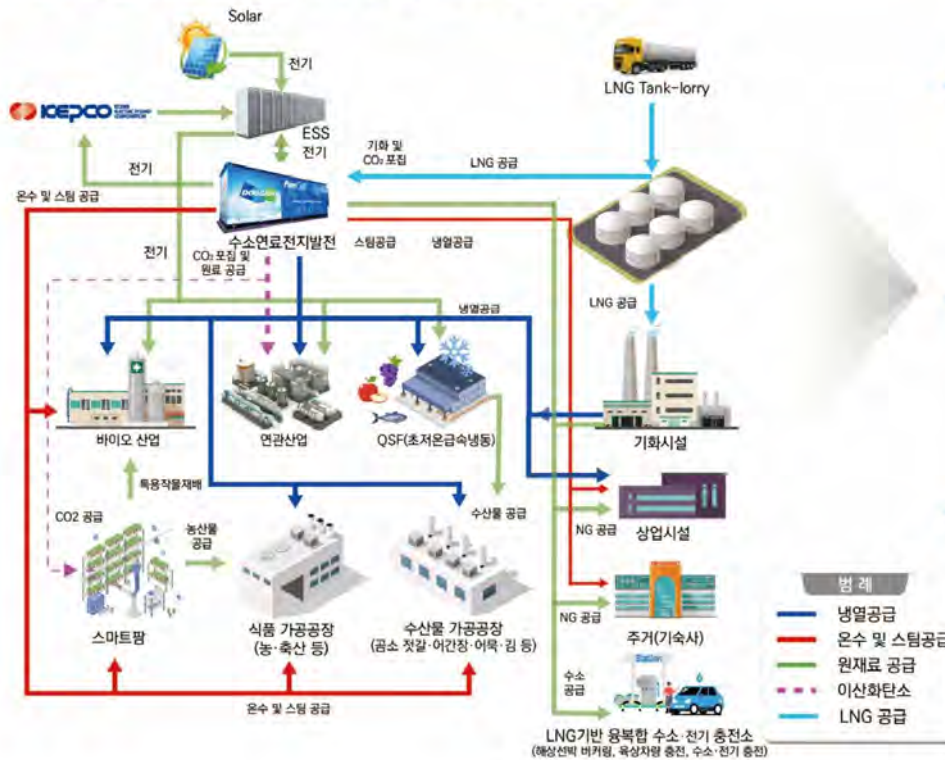 Solar
전기
KEPCO
KOREA ELECTRIC POWER CORPORATION
ESS
전기
전기
LNG Tank-lorry
기화 및
CO₂ 포집
LNG 공급
온수 및 스팀 공급
수소연료전지발전
스팀공급
냉열공급
전기
CO₂ 포집 및
원료 공급
LNG 공급
냉열공급
바이오 산업
연관산업
QSF(초저온급속냉동)
기화시설
특용작물재배
CO2 공급
농산물
공급
수산물 공급
NG 공급
상업시설
스마트팜
식품 가공공장
(농·축산 등)
수산물 가공공장
(곰소 젓갈·어간장·어묵·김 등)
NG 공급
주거(기숙사)
온수 및 스팀 공급
수소
공급
Station
LNG기반 융복합 수소·전기 충전소
(해상선박 버커링, 육상차량 충전, 수소·전기 충전)
범 례
냉열공급
온수 및 스팀공급
원재료 공급
이산화탄소
LNG 공급